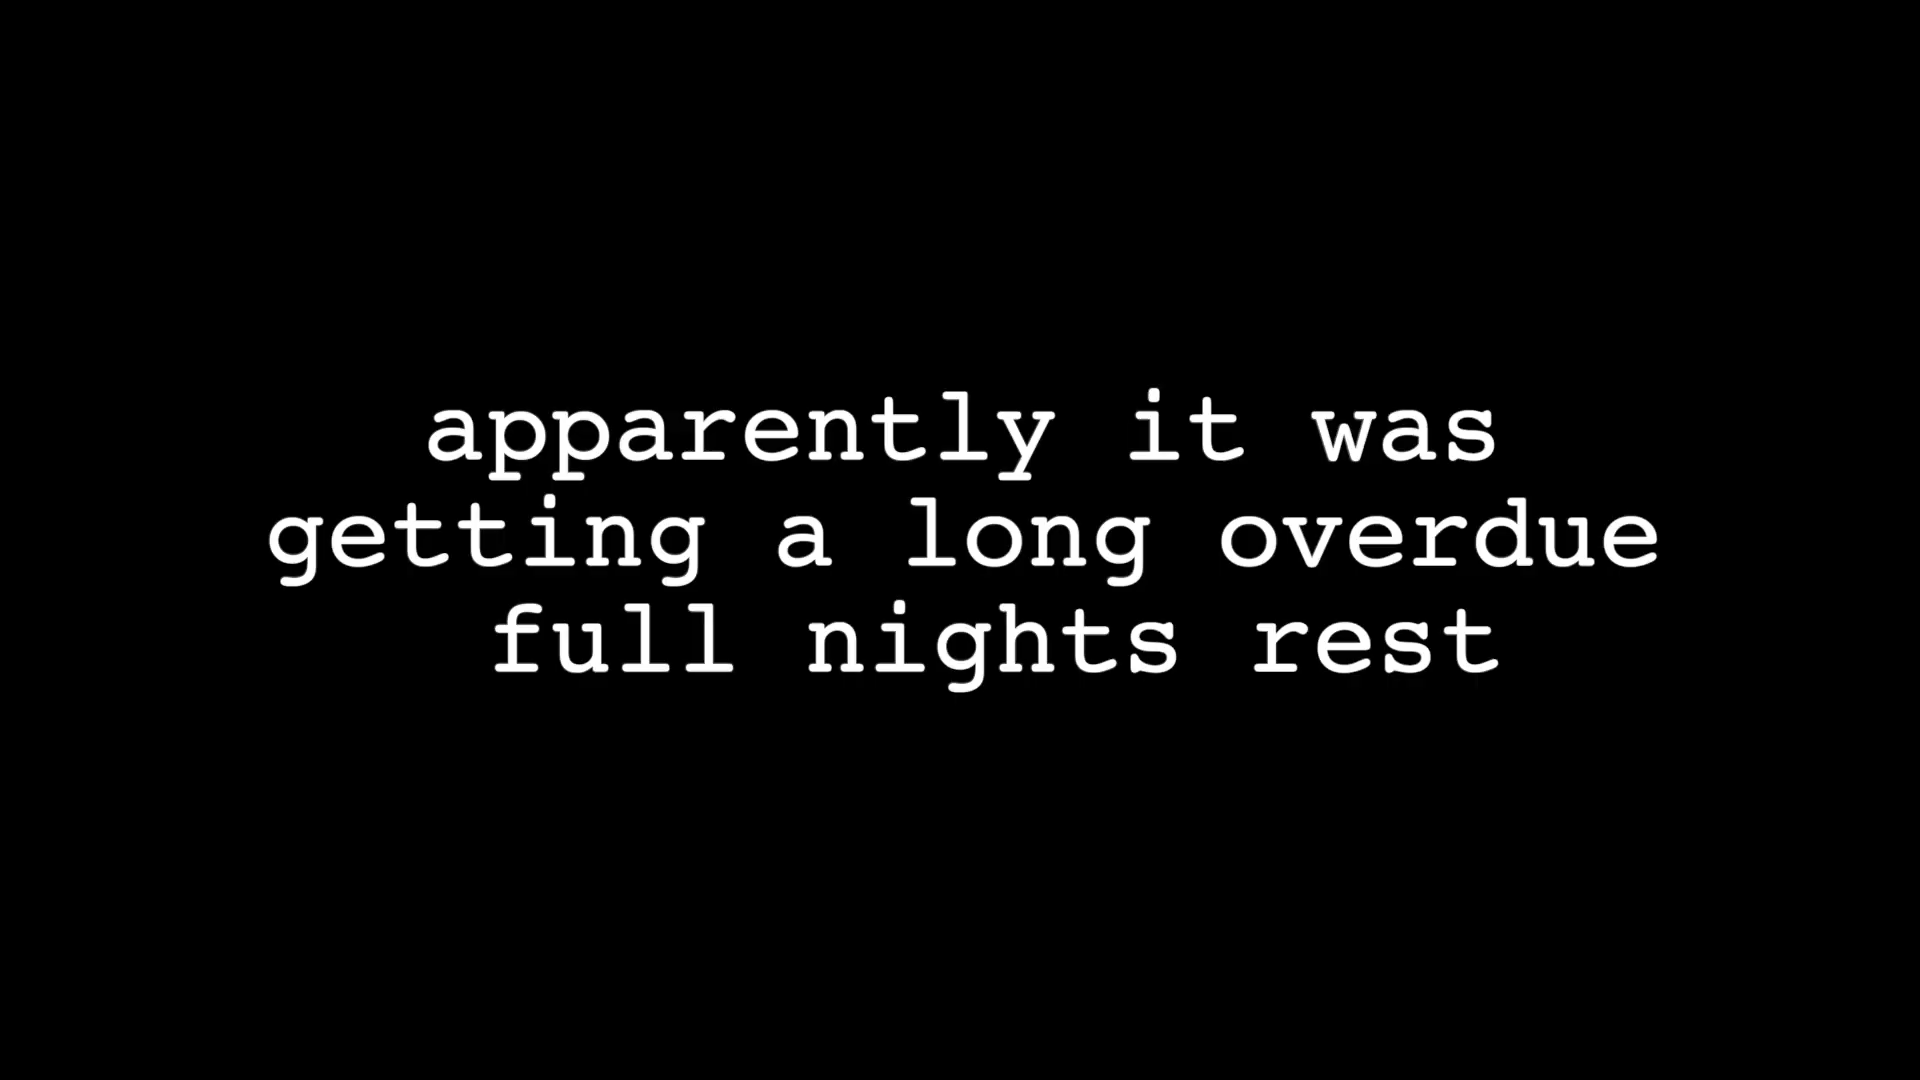 apparently it was
getting a long overdue
full nights rest